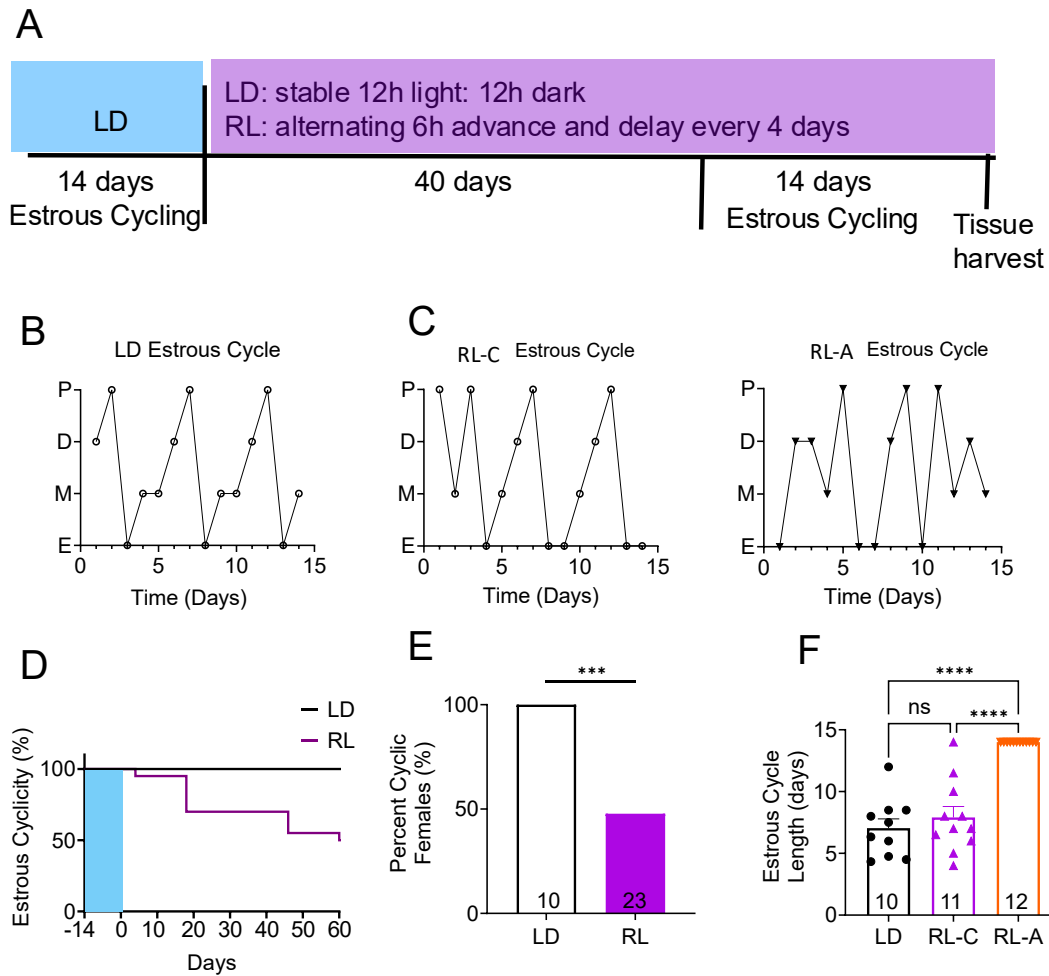 A
LD
LD: stable 12h light: 12h dark
RL: alternating 6h advance and delay every 4 days
14 days
Estrous Cycling
40 days
14 days
Estrous Cycling
Tissue
harvest
B
LD Estrous Cycle
P
D
M
E
0 5 10 15
Time (Days)
C
RL-C Estrous Cycle
P
D
M
E
0 5 10 15
Time (Days)
RL-A Estrous Cycle
P
D
M
E
0 5 10 15
Time (Days)
D
LD
RL
Estrous Cyclicity (%)
100
50
0
-14 0 10 20 30 40 50 60
Days
E
***
Percent Cyclic
Females (%)
100
50
0
10 23
LD RL
F
****
ns ****
Estrous Cycle
Length (days)
15
10
5
0
10 11 12
LD RL-C RL-A